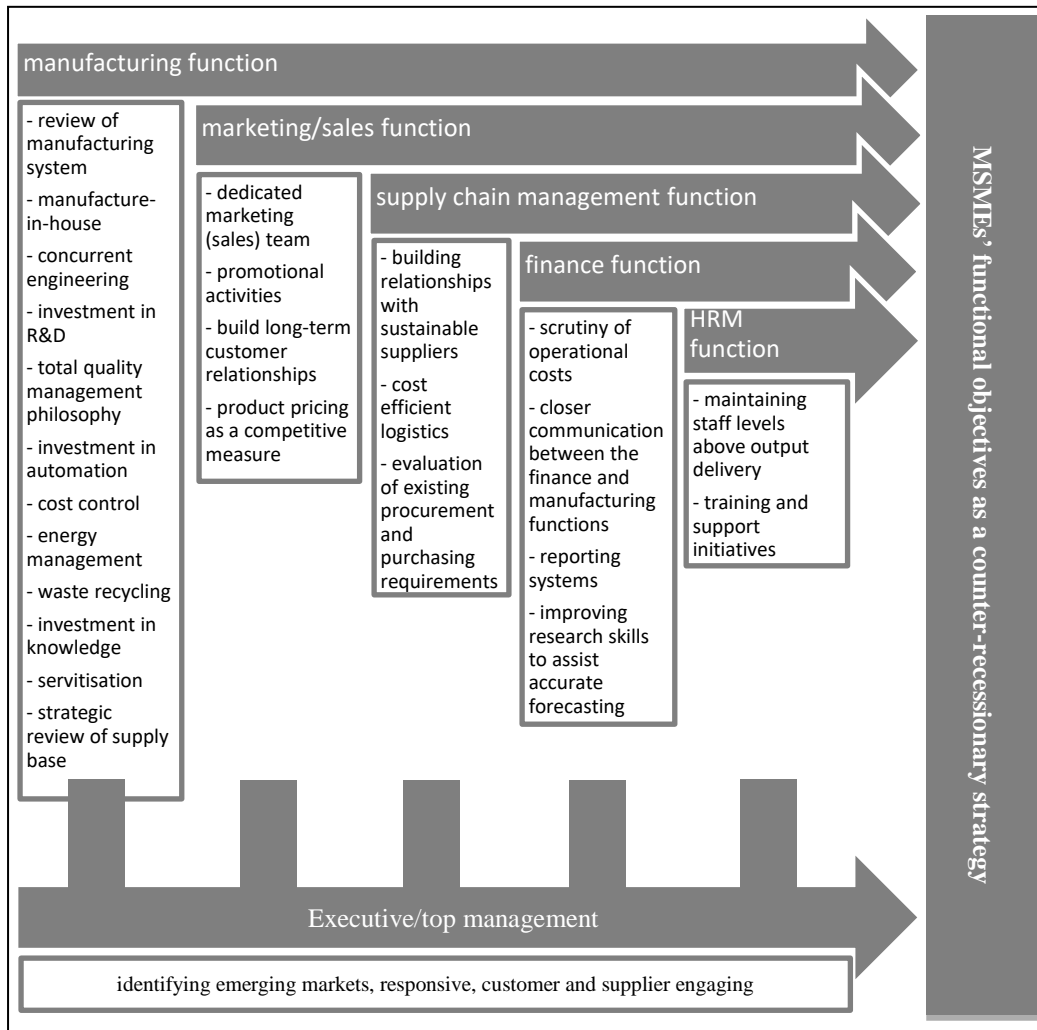 manufacturing function
- review of
manufacturing
system
- manufacture-
in-house
- concurrent
engineering
- investment in
R&D
- total quality
management
philosophy
- investment in
automation
- cost control
- energy
management
- waste recycling
- investment in
knowledge
- servitisation
- strategic
review of supply
base
marketing/sales function
- dedicated
marketing
(sales) team
- promotional
activities
- build long-term
customer
relationships
- product pricing
as a competitive
measure
supply chain management function
- building
relationships
with
sustainable
suppliers
- cost
efficient
logistics
- evaluation
of existing
procurement
and
purchasing
requirements
finance function
- scrutiny of
operational
costs
- closer
communication
between the
finance and
manufacturing
functions
- reporting
systems
- improving
research skills
to assist
accurate
forecasting
HRM
function
- maintaining
staff levels
above output
delivery
- training and
support
initiatives
MSMEs' functional objectives as a counter-recessionary strategy
Executive/top management
identifying emerging markets, responsive, customer and supplier engaging